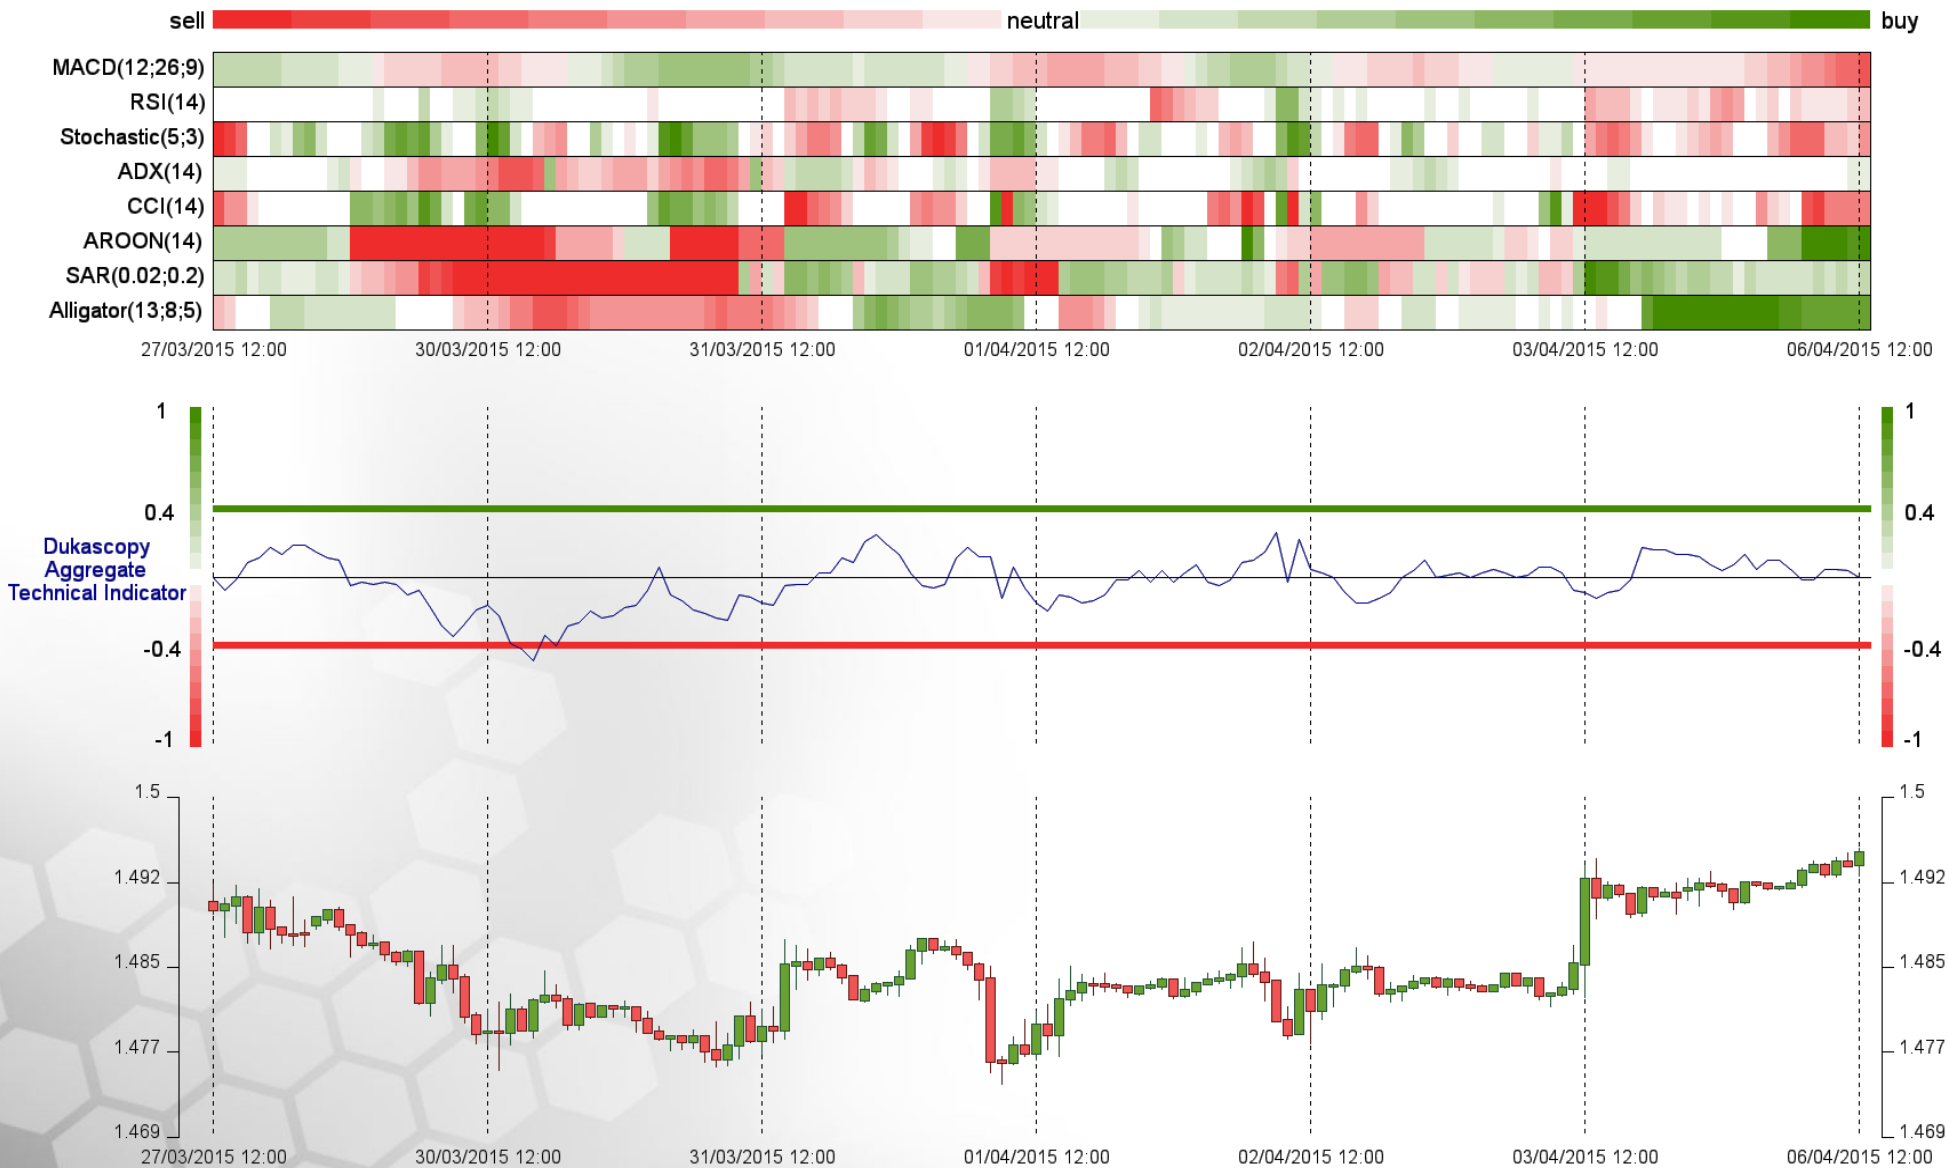 sell neutral buy
MACD(12;26;9)
RSI(14)
Stochastic(5;3)
ADX(14)
CCI(14)
AROON(14)
SAR(0.02;0.2)
Alligator(13;8;5)
27/03/2015 12:00 30/03/2015 12:00 31/03/2015 12:00 01/04/2015 12:00 02/04/2015 12:00 03/04/2015 12:00 06/04/2015 12:00
1 1
0.4 0.4
Dukascopy
Aggregate
Technical Indicator
-0.4 -0.4
-1 -1
1.5 1.5
1.492 1.492
1.485 1.485
1.477 1.477
1.469 1.469
27/03/2015 12:00 30/03/2015 12:00 31/03/2015 12:00 01/04/2015 12:00 02/04/2015 12:00 03/04/2015 12:00 06/04/2015 12:00